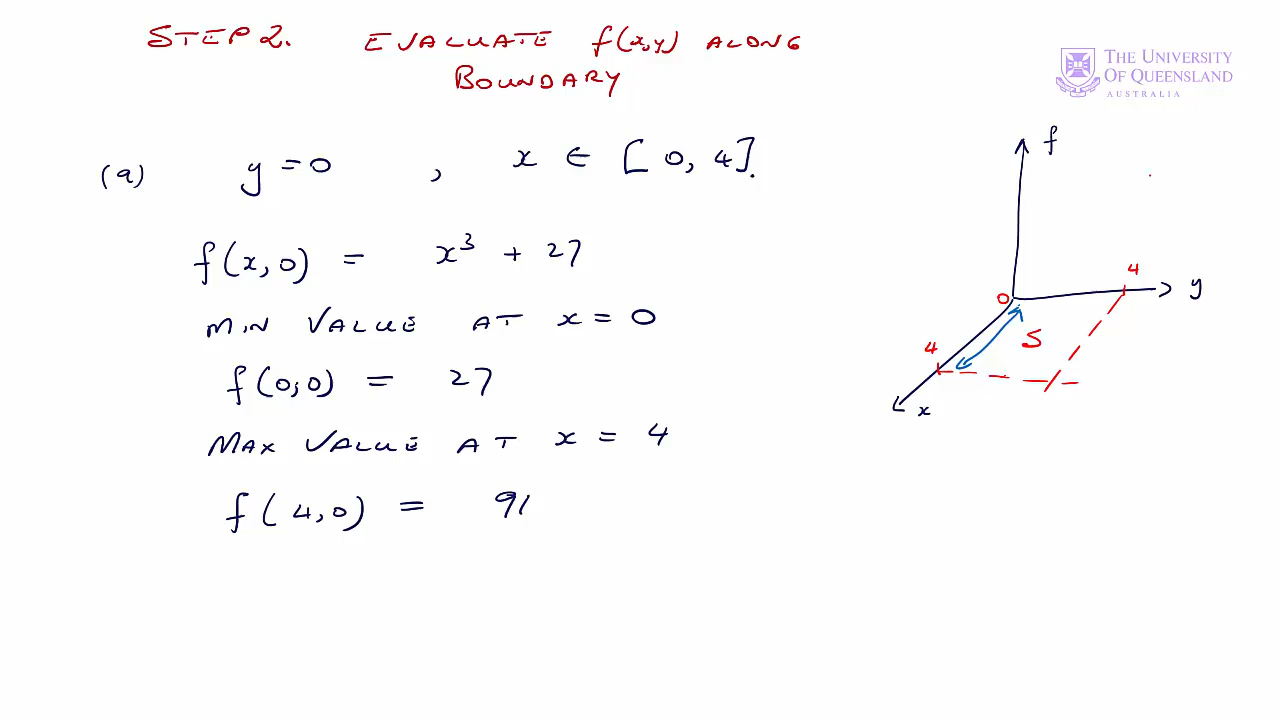 STEP 2. EVALUATE f(x,y) ALONG
BOUNDARY
THE UNIVERSITY
OF QUEENSLAND
AUSTRALIA
(a) y = 0 , x ∈ [0, 4].
f(x, 0) = x³ + 27
MIN VALUE AT x = 0
f(0,0) = 27
MAX VALUE AT x = 4
f(4,0) = 91
f
4
0
y
S
4
x